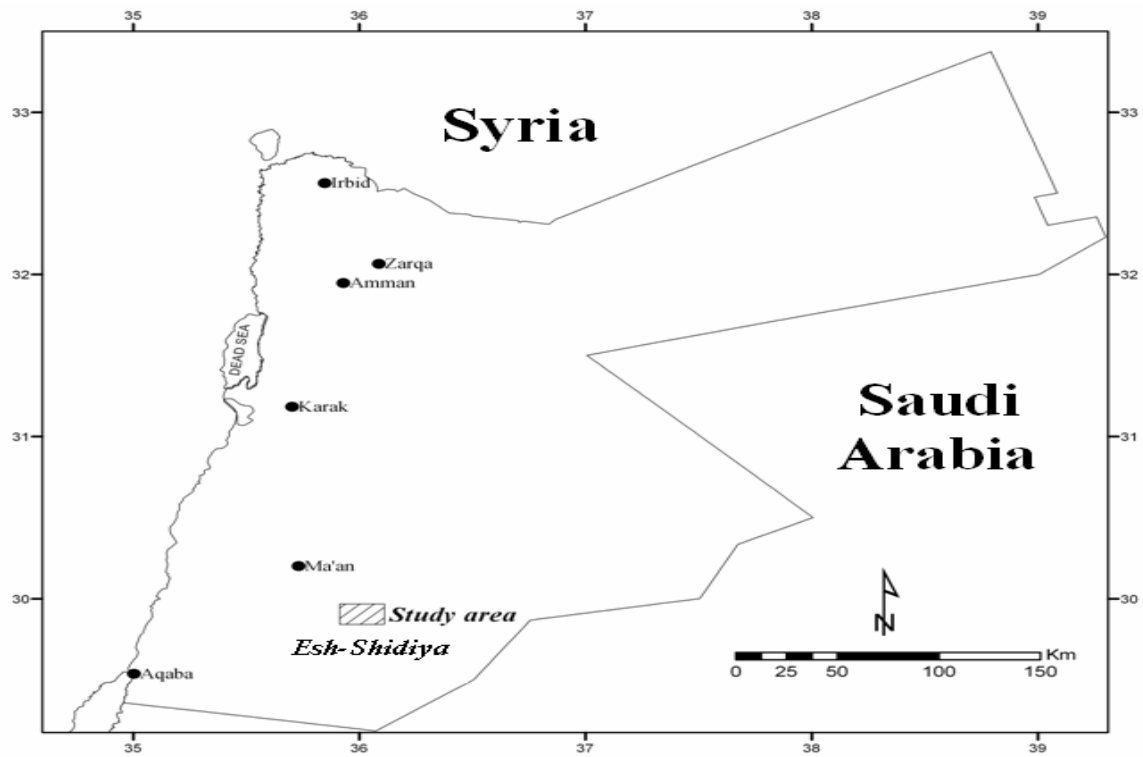 35 36 37 38 39
33 Syria 33
Irbid
Zarqa
32 32
Amman
DEAD SEA
Saudi
Karak
31 31
Arabia
Ma'an
30 30
Study area
Esh-Shidiya
N
Km
Aqaba
0 25 50 100 150
35 36 37 38 39